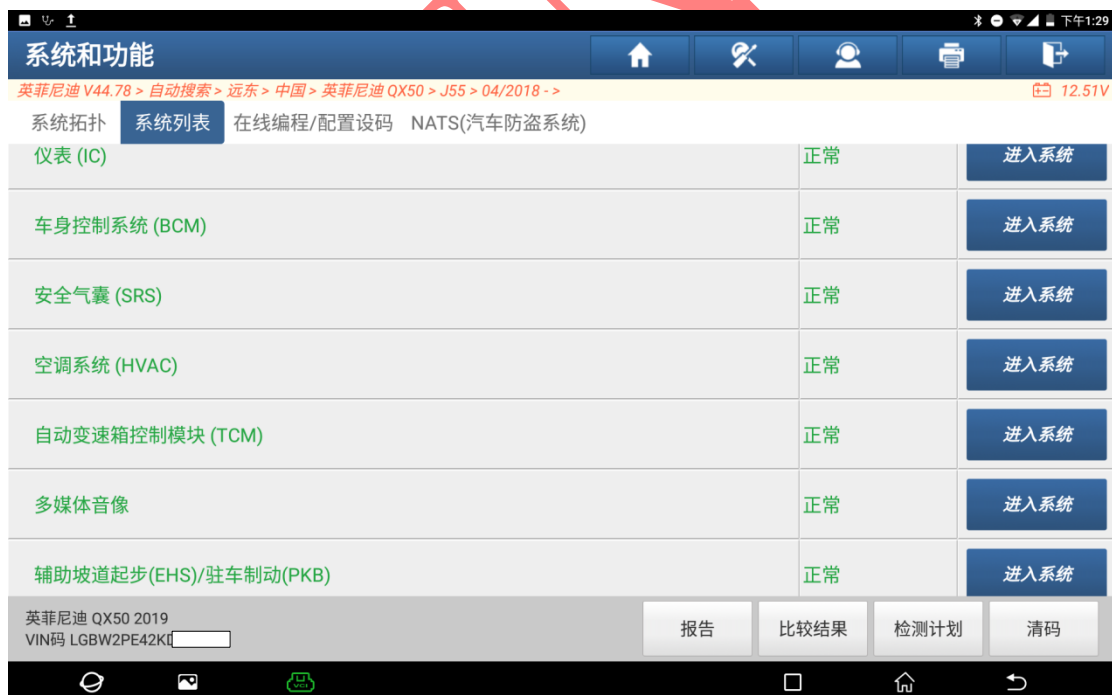 下午1:29
系统和功能
英菲尼迪 V44.78 > 自动搜索 > 远东 > 中国 > 英菲尼迪 QX50 > J55 > 04/2018 - >
12.51V
系统拓扑 系统列表 在线编程/配置设码 NATS(汽车防盗系统)
仪表 (IC) 正常 进入系统
车身控制系统 (BCM) 正常 进入系统
安全气囊 (SRS) 正常 进入系统
空调系统 (HVAC) 正常 进入系统
自动变速箱控制模块 (TCM) 正常 进入系统
多媒体音像 正常 进入系统
辅助坡道起步(EHS)/驻车制动(PKB) 正常 进入系统
英菲尼迪 QX50 2019
VIN码 LGBW2PE42KD
报告 比较结果 检测计划 清码
VCI